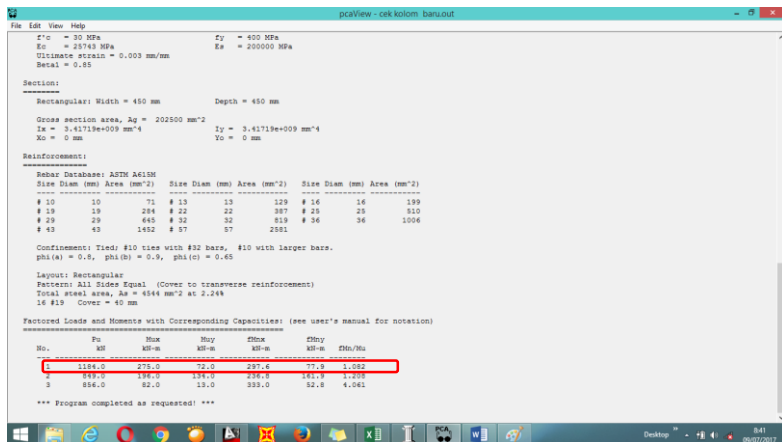 pcaView - cek kolom baru.out
File Edit View Help
f'c = 30 MPa fy = 400 MPa
Ec = 25743 MPa Es = 200000 MPa
Ultimate strain = 0.003 mm/mm
Beta1 = 0.85
Section:
========
Rectangular: Width = 450 mm Depth = 450 mm
Gross section area, Ag = 202500 mm^2
Ix = 3.41719e+009 mm^4 Iy = 3.41719e+009 mm^4
Xo = 0 mm Yo = 0 mm
Reinforcement:
==============
Rebar Database: ASTM A615M
Size Diam (mm) Area (mm^2) Size Diam (mm) Area (mm^2) Size Diam (mm) Area (mm^2)
---- --------- ----------- ---- --------- ----------- ---- --------- -----------
# 10 10 71 # 13 13 129 # 16 16 199
# 19 19 284 # 22 22 387 # 25 25 510
# 29 29 645 # 32 32 819 # 36 36 1006
# 43 43 1452 # 57 57 2581
Confinement: Tied; #10 ties with #32 bars, #10 with larger bars.
phi(a) = 0.8, phi(b) = 0.9, phi(c) = 0.65
Layout: Rectangular
Pattern: All Sides Equal (Cover to transverse reinforcement)
Total steel area, As = 4544 mm^2 at 2.24%
16 #19 Cover = 40 mm
Factored Loads and Moments with Corresponding Capacities: (see user's manual for notation)
Pu Mux Muy fMnx fMny
No. kN kN-m kN-m kN-m kN-m fMn/Mu
1 1184.0 275.0 72.0 297.6 77.9 1.082
2 849.0 196.0 134.0 236.8 161.9 1.208
3 856.0 82.0 13.0 333.0 52.8 4.061
*** Program completed as requested! ***
Desktop 8:41
09/07/2017